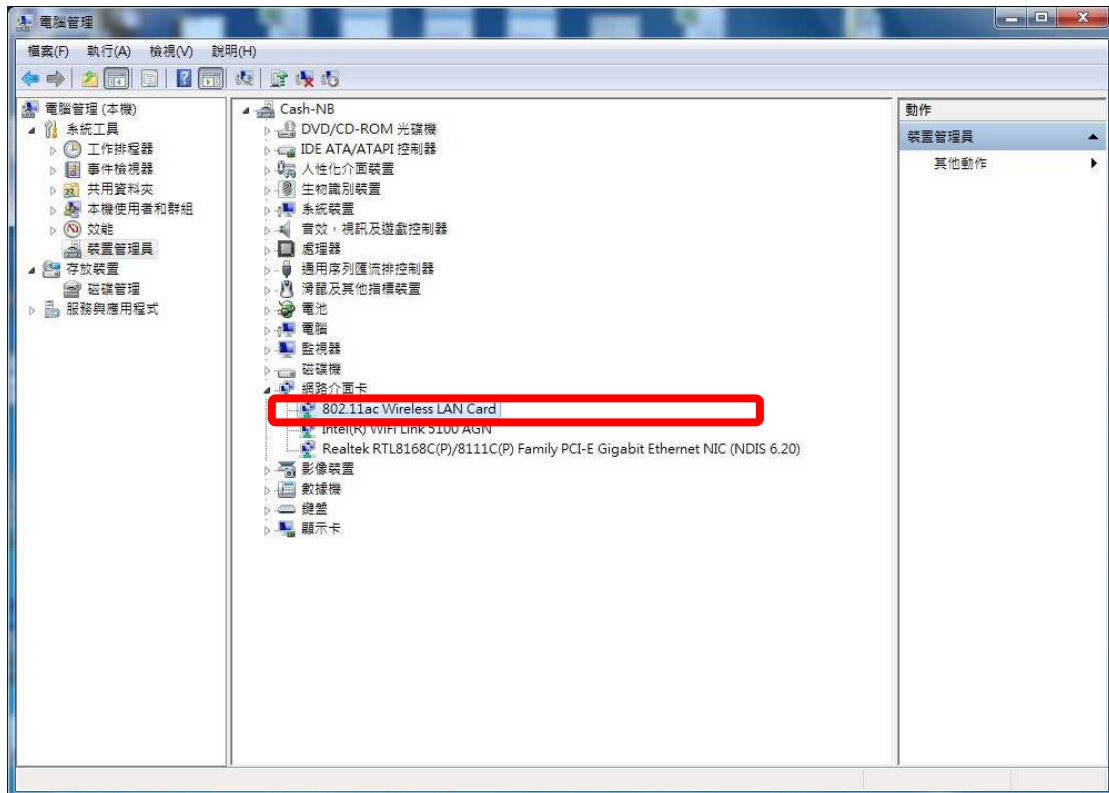 電腦管理
檔案(F) 執行(A) 檢視(V) 說明(H)
電腦管理 (本機)
系統工具
工作排程器
事件檢視器
共用資料夾
本機使用者和群組
效能
裝置管理員
存放裝置
磁碟管理
服務與應用程式
Cash-NB
DVD/CD-ROM 光碟機
IDE ATA/ATAPI 控制器
人性化介面裝置
生物識別裝置
系統裝置
音效，視訊及遊戲控制器
處理器
通用序列匯流排控制器
滑鼠及其他指標裝置
電池
電腦
監視器
磁碟機
網路介面卡
802.11ac Wireless LAN Card
Intel(R) WiFi Link 5100 AGN
Realtek RTL8168C(P)/8111C(P) Family PCI-E Gigabit Ethernet NIC (NDIS 6.20)
影像裝置
數據機
鍵盤
顯示卡
動作
裝置管理員
其他動作